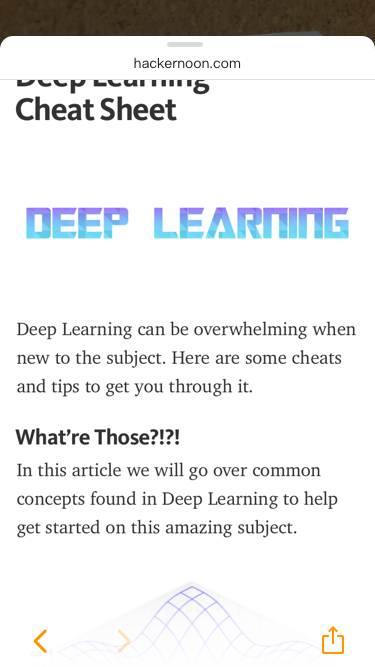 hackernoon.com
Deep Learning
Cheat Sheet
DEEP LEARNING
Deep Learning can be overwhelming when
new to the subject. Here are some cheats
and tips to get you through it.
What’re Those?!?!
In this article we will go over common
concepts found in Deep Learning to help
get started on this amazing subject.